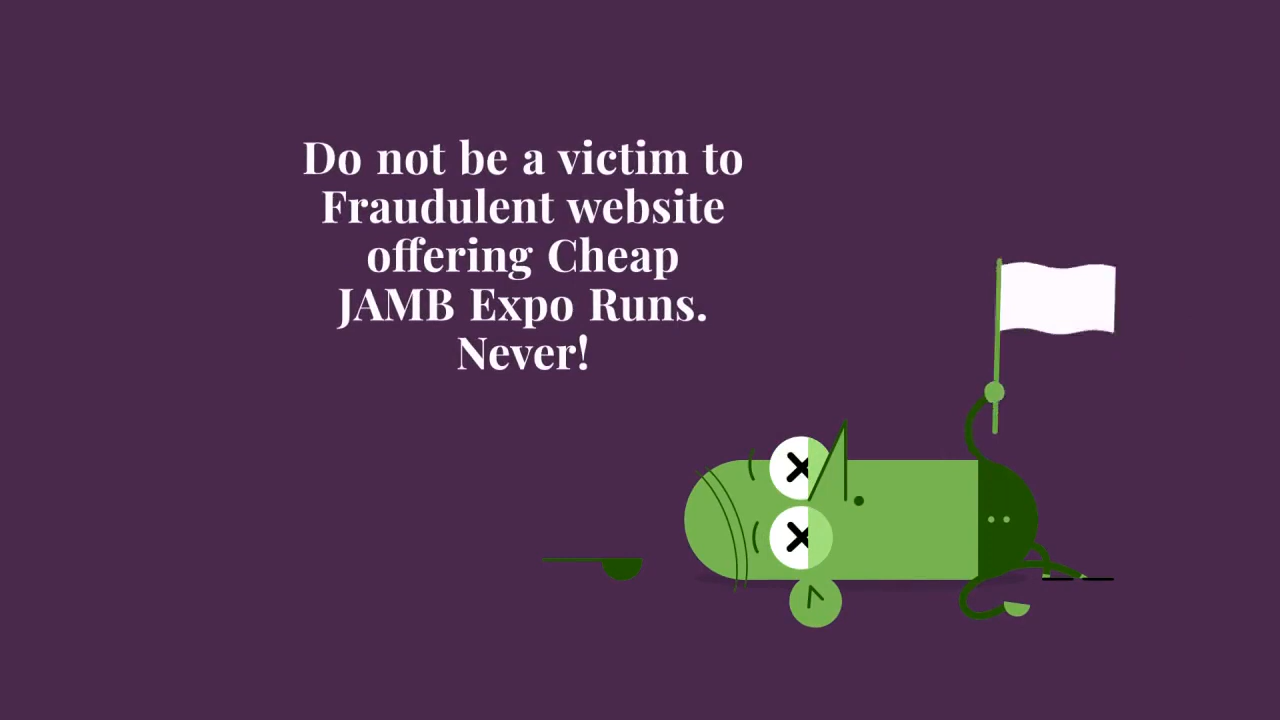 Do not be a victim to
Fraudulent website
offering Cheap
JAMB Expo Runs.
Never!